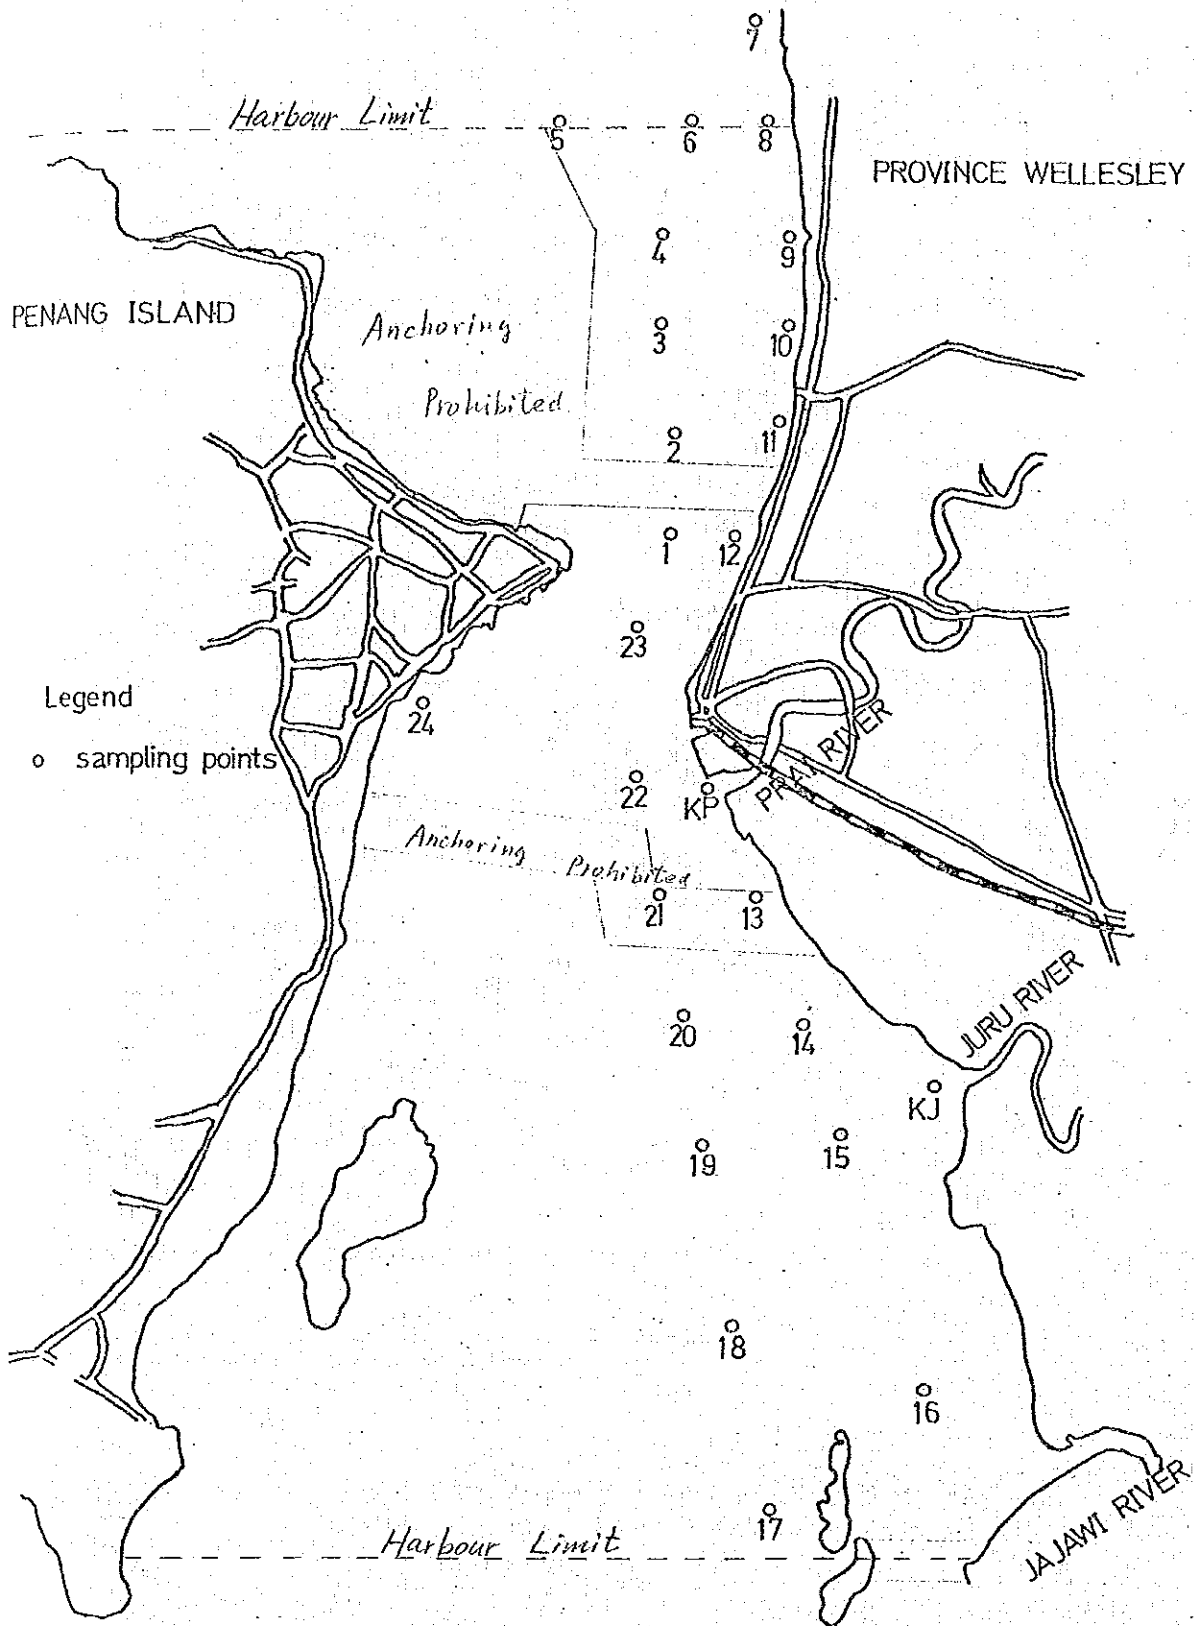 7
Harbour Limit
5
6
8
PROVINCE WELLESLEY
4
9
PENANG ISLAND
Anchoring
3
10
Prohibited
2
11
1
12
23
Legend
24
o sampling points
22
KP
PRAI RIVER
Anchoring Prohibited
21
13
JURU RIVER
20
14
KJ
19
15
18
16
17
Harbour Limit
JAJAWI RIVER